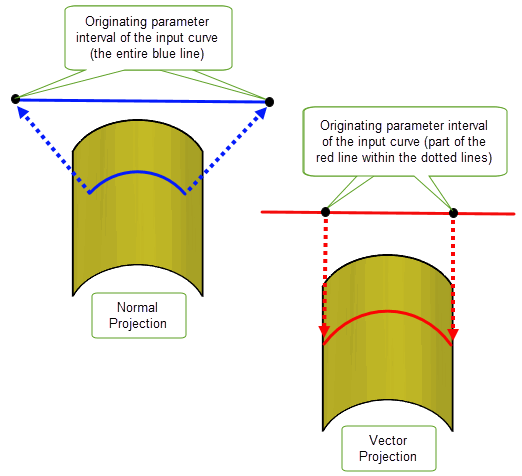 Originating parameter
interval of the input curve
(the entire blue line)
Originating parameter interval
of the input curve (part of the
red line within the dotted lines)
Normal
Projection
Vector
Projection